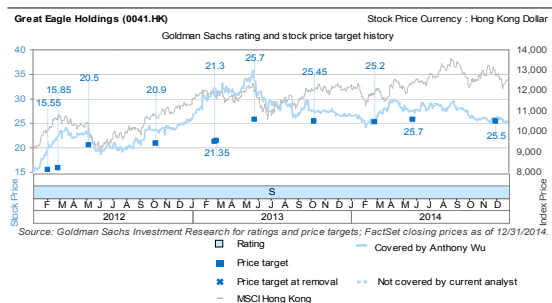 Great Eagle Holdings (0041.HK) Stock Price Currency : Hong Kong Dollar
Goldman Sachs rating and stock price target history
40 20.5 21.3 25.7 25.2 14,000
35 15.85 20.9 25.45 13,000
12,000
30 15.55 11,000
25 10,000
20 21.35 25.7 25.5 9,000
15 8,000
Stock Price Index Price
S
F M A M J J A S O N D J F M A M J J A S O N D J F M A M J J A S O N D
2012 2013 2014
Source: Goldman Sachs Investment Research for ratings and price targets; FactSet closing prices as of 12/31/2014.
Rating Covered by Anthony Wu
Price target
Price target at removal Not covered by current analyst
MSCI Hong Kong